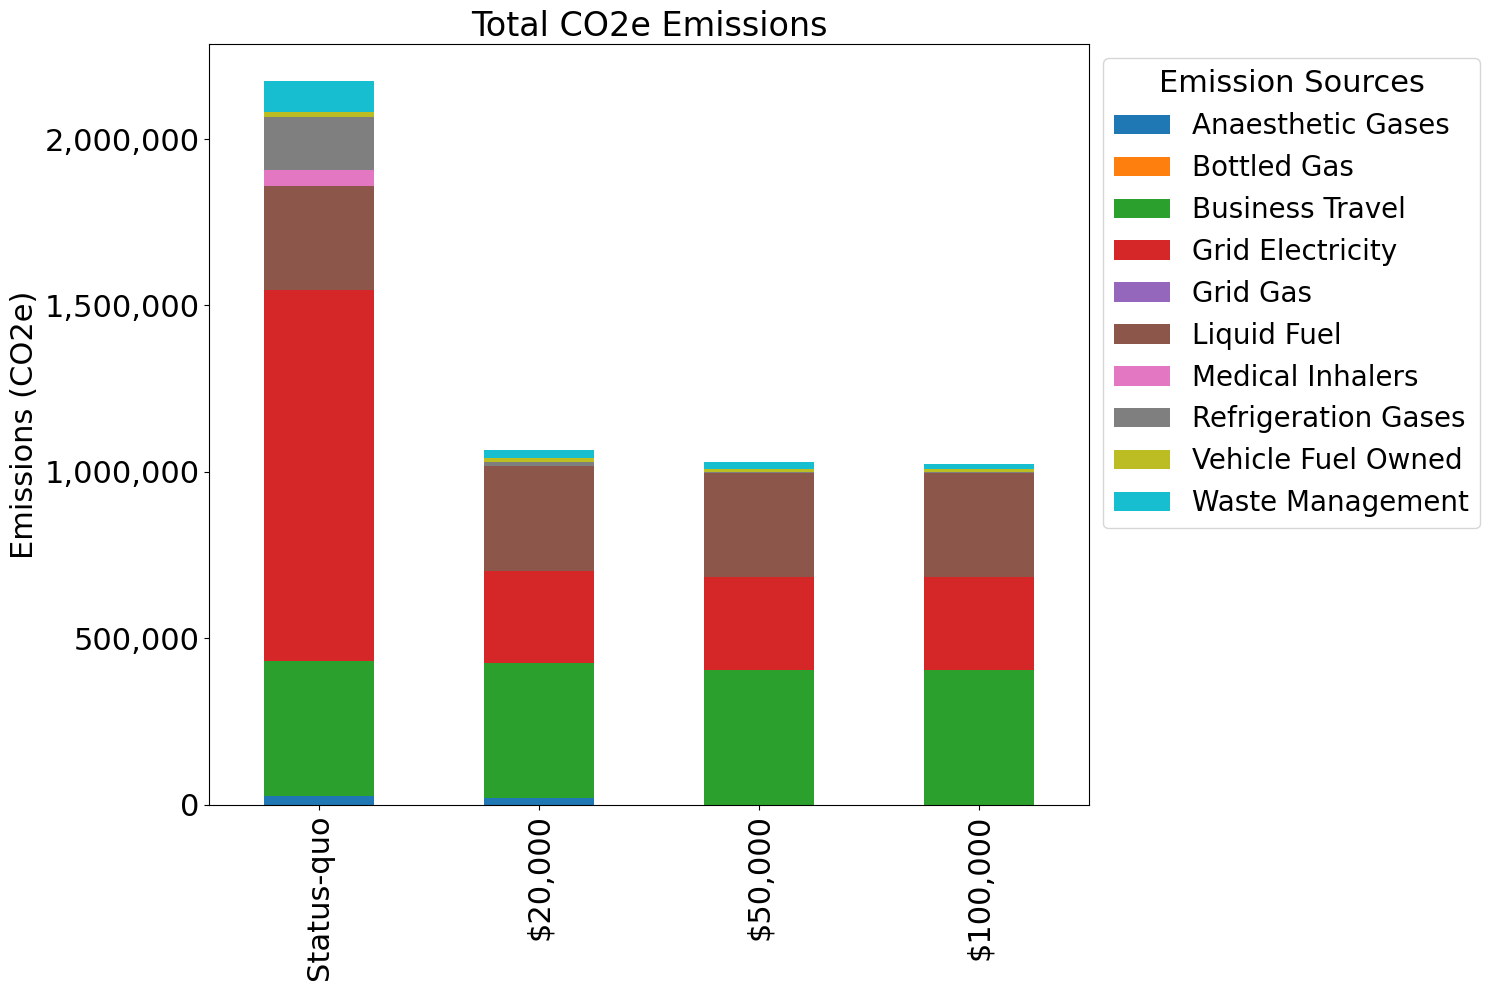 Total CO2e Emissions
Emissions (CO2e)
2,000,000
1,500,000
1,000,000
500,000
0
Status-quo
$20,000
$50,000
$100,000
Emission Sources
Anaesthetic Gases
Bottled Gas
Business Travel
Grid Electricity
Grid Gas
Liquid Fuel
Medical Inhalers
Refrigeration Gases
Vehicle Fuel Owned
Waste Management